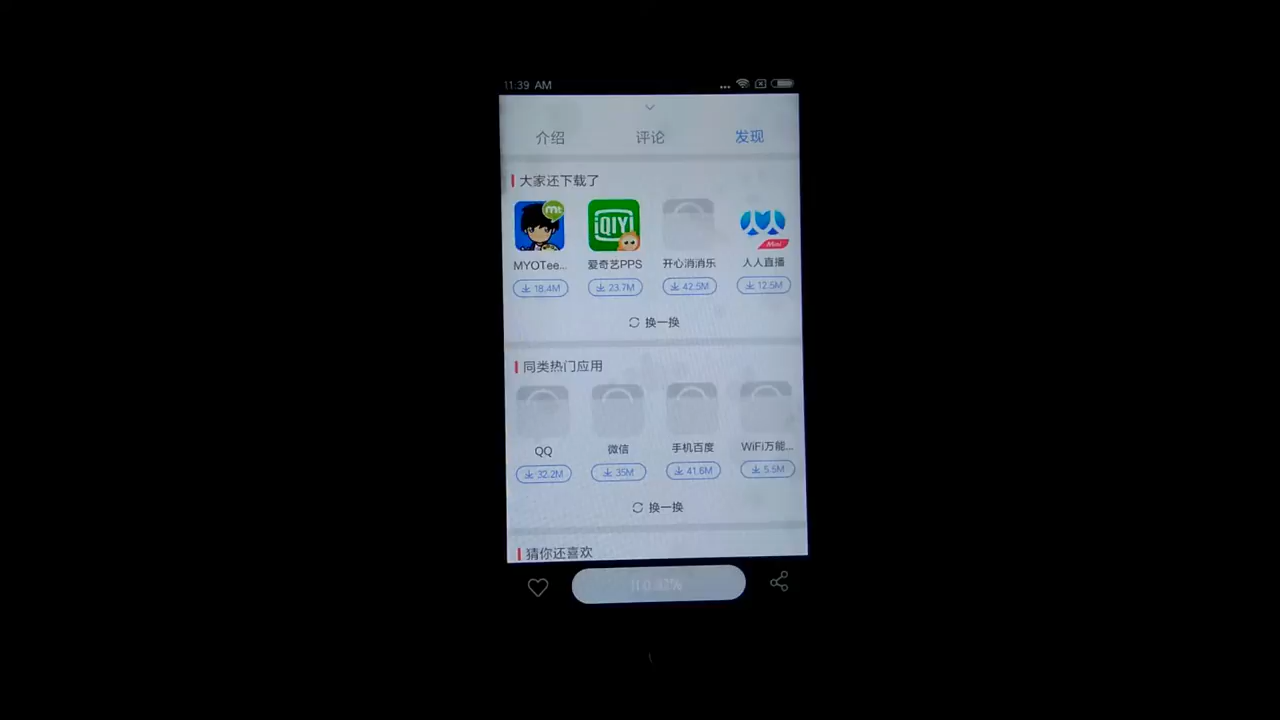 11:39 AM
介绍 评论 发现
大家还下载了
mt iQIYI Mini
MYOTee... 爱奇艺PPS 开心消消乐 人人直播
18.4M 23.7M 42.5M 12.5M
换一换
同类热门应用
QQ 微信 手机百度 WiFi万能...
32.2M 35M 41.6M 5.5M
换一换
猜你还喜欢